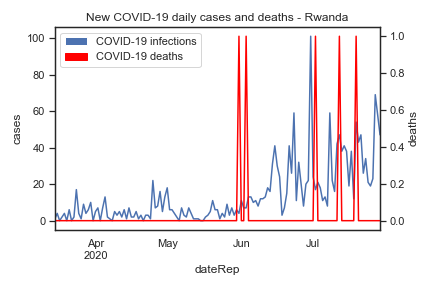 New COVID-19 daily cases and deaths - Rwanda
COVID-19 infections
COVID-19 deaths
100
80
60
40
20
0
cases
1.0
0.8
0.6
0.4
0.2
0.0
deaths
Apr
2020
May
Jun
Jul
dateRep